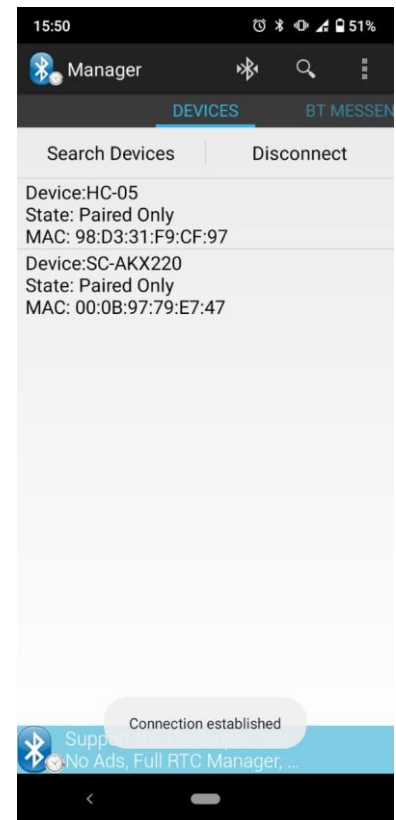 15:50 51%
Manager
DEVICES BT MESSEN
Search Devices Disconnect
Device:HC-05
State: Paired Only
MAC: 98:D3:31:F9:CF:97
Device:SC-AKX220
State: Paired Only
MAC: 00:0B:97:79:E7:47
Connection established
No Ads, Full RTC Manager, ...